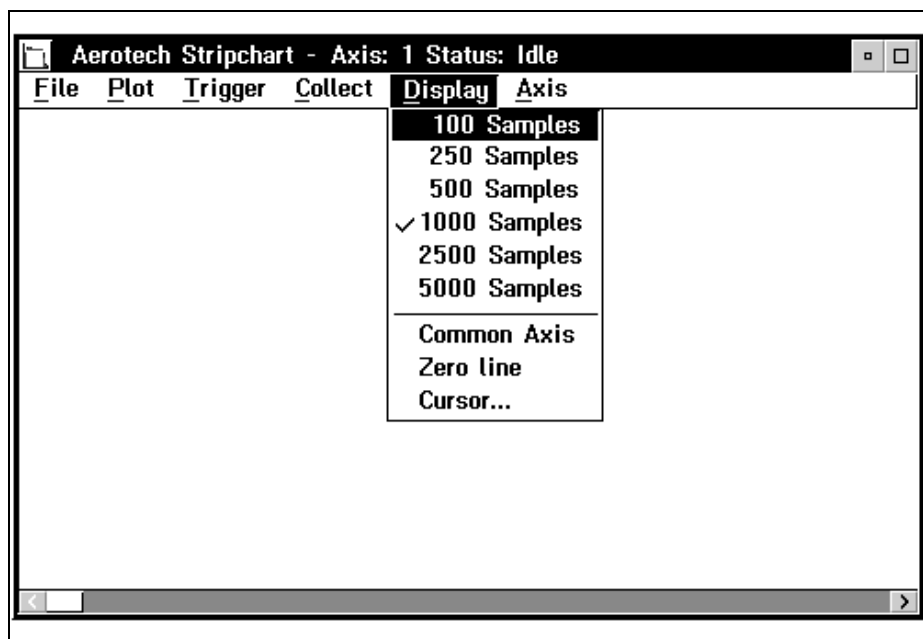 Aerotech Stripchart - Axis: 1 Status: Idle
File Plot Trigger Collect Display Axis
100 Samples
250 Samples
500 Samples
✓1000 Samples
2500 Samples
5000 Samples
Common Axis
Zero line
Cursor...